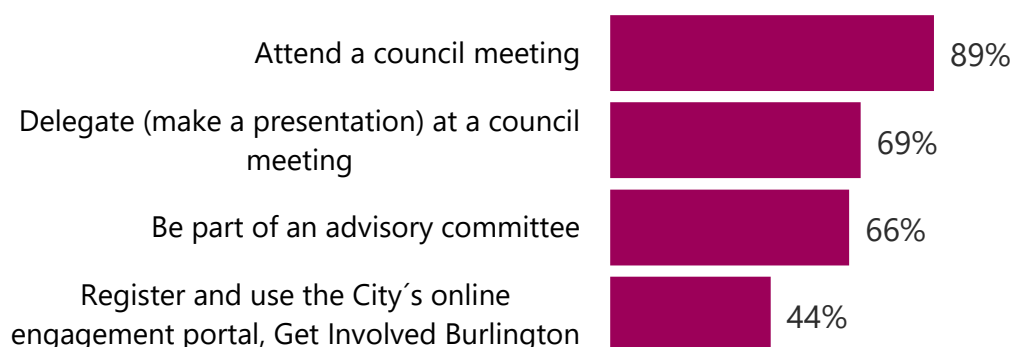 Attend a council meeting 89%
Delegate (make a presentation) at a council
meeting 69%
Be part of an advisory committee 66%
Register and use the City´s online
engagement portal, Get Involved Burlington 44%